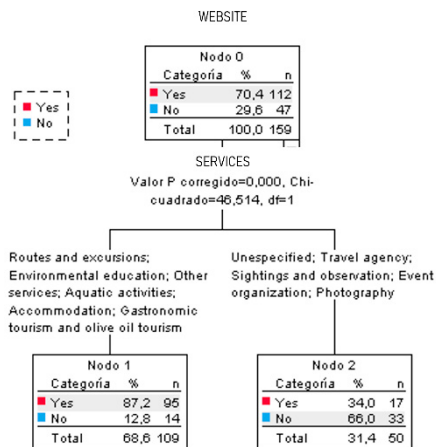 WEBSITE
Nodo 0
Categoría % n
Yes 70,4 112
No 29,6 47
Total 100,0 159
Yes
No
SERVICES
Valor P corregido=0,000, Chi-
cuadrado=46,514, df=1
Routes and excursions;
Environmental education; Other
services; Aquatic activities;
Accommodation; Gastronomic
tourism and olive oil tourism
Unespecified; Travel agency;
Sightings and observation; Event
organization; Photography
Nodo 1
Categoría % n
Yes 87,2 95
No 12,8 14
Total 68,6 109
Nodo 2
Categoría % n
Yes 34,0 17
No 66,0 33
Total 31,4 50